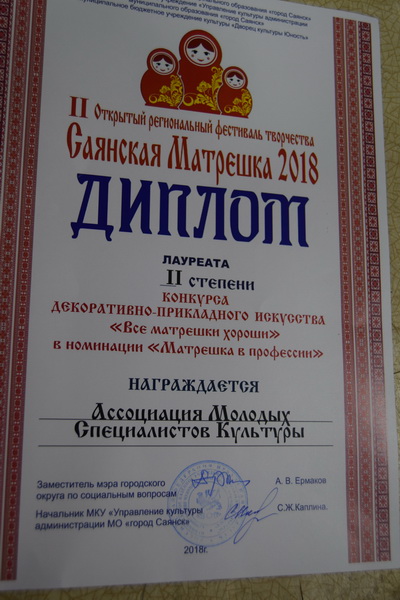 муниципального образования «город Саянск»
учреждение «Управление культуры администрации
муниципального образования «город Саянск»
Муниципальное бюджетное учреждение культуры «Дворец культуры Юность»
II Открытый региональный фестиваль творчества
Саянская Матрешка 2018
ДИПЛОМ
ЛАУРЕАТА
II степени
конкурса
декоративно-прикладного искусства
«Все матрешки хороши»
в номинации «Матрешка в профессии»
НАГРАЖДАЕТСЯ
Ассоциация Молодых
Специалистов Культуры
Заместитель мэра городского
округа по социальным вопросам
А. В. Ермаков
Начальник МКУ «Управление культуры
администрации МО «город Саянск»
С.Ж.Каплина.
2018г.